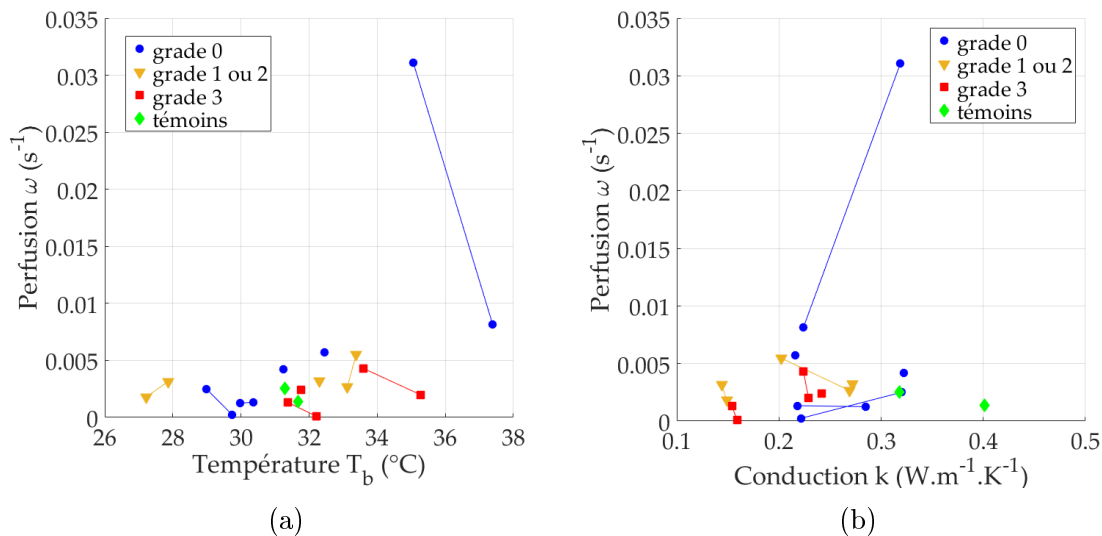 0.035
0.03
0.025
0.02
0.015
0.01
0.005
0
Perfusion ω (s-1)
grade 0
grade 1 ou 2
grade 3
témoins
26 28 30 32 34 36 38
Température Tb (°C)
(a)
0.035
0.03
0.025
0.02
0.015
0.01
0.005
0
Perfusion ω (s-1)
grade 0
grade 1 ou 2
grade 3
témoins
0.1 0.2 0.3 0.4 0.5
Conduction k (W.m-1.K-1)
(b)